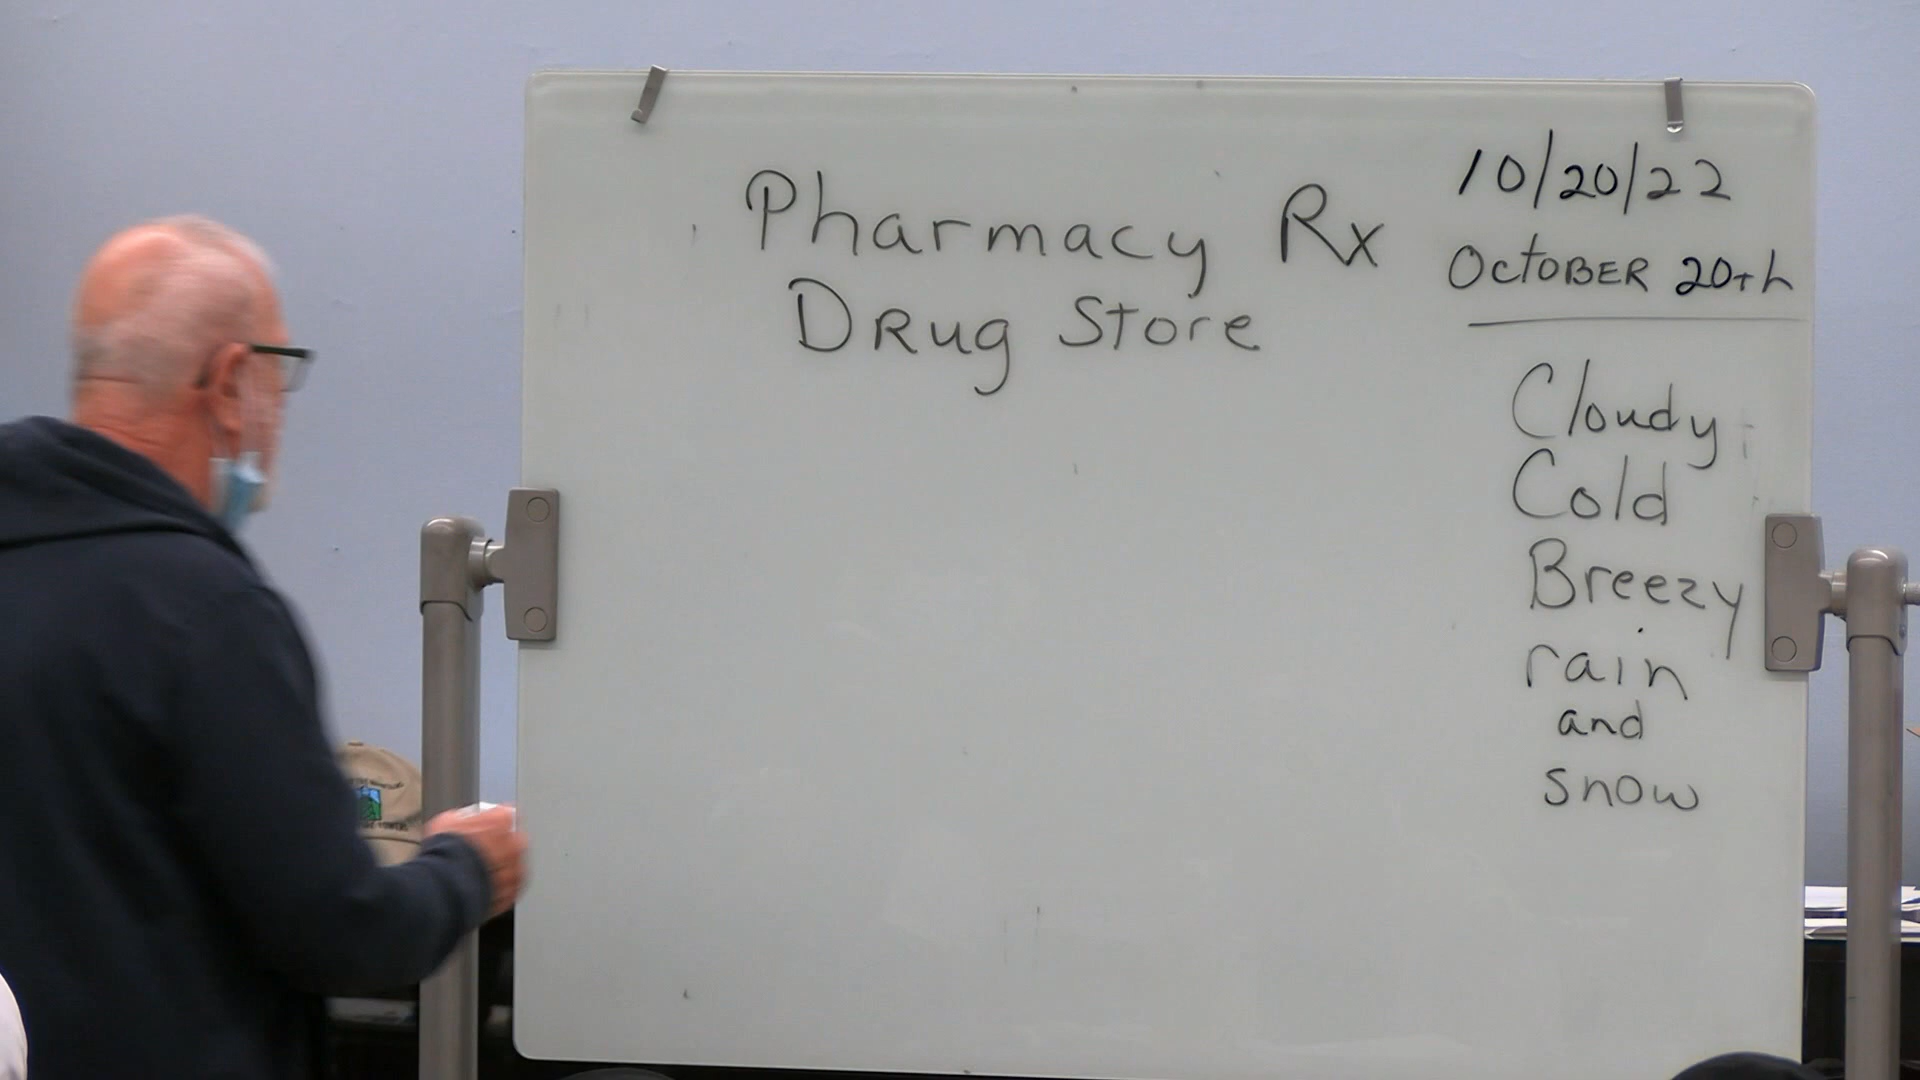 Pharmacy Rx
Drug Store
10/20/22
OCTOBER 20th
Cloudy
Cold
Breezy
rain
and
snow